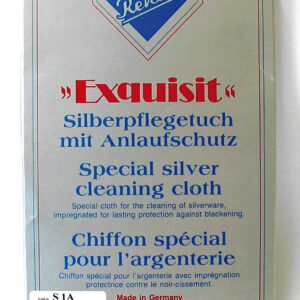 »Exquisit«
Silberpflegetuch
mit Anlaufschutz
Special silver
cleaning cloth
Special cloth for the cleaning of silverware,
impregnated for lasting protection against blackening.
Chiffon spécial
pour l'argenterie
Chiffon spécial pour l'argenterie avec imprégnation
protectrice contre le noir-cissement.
S 1A
Made in Germany